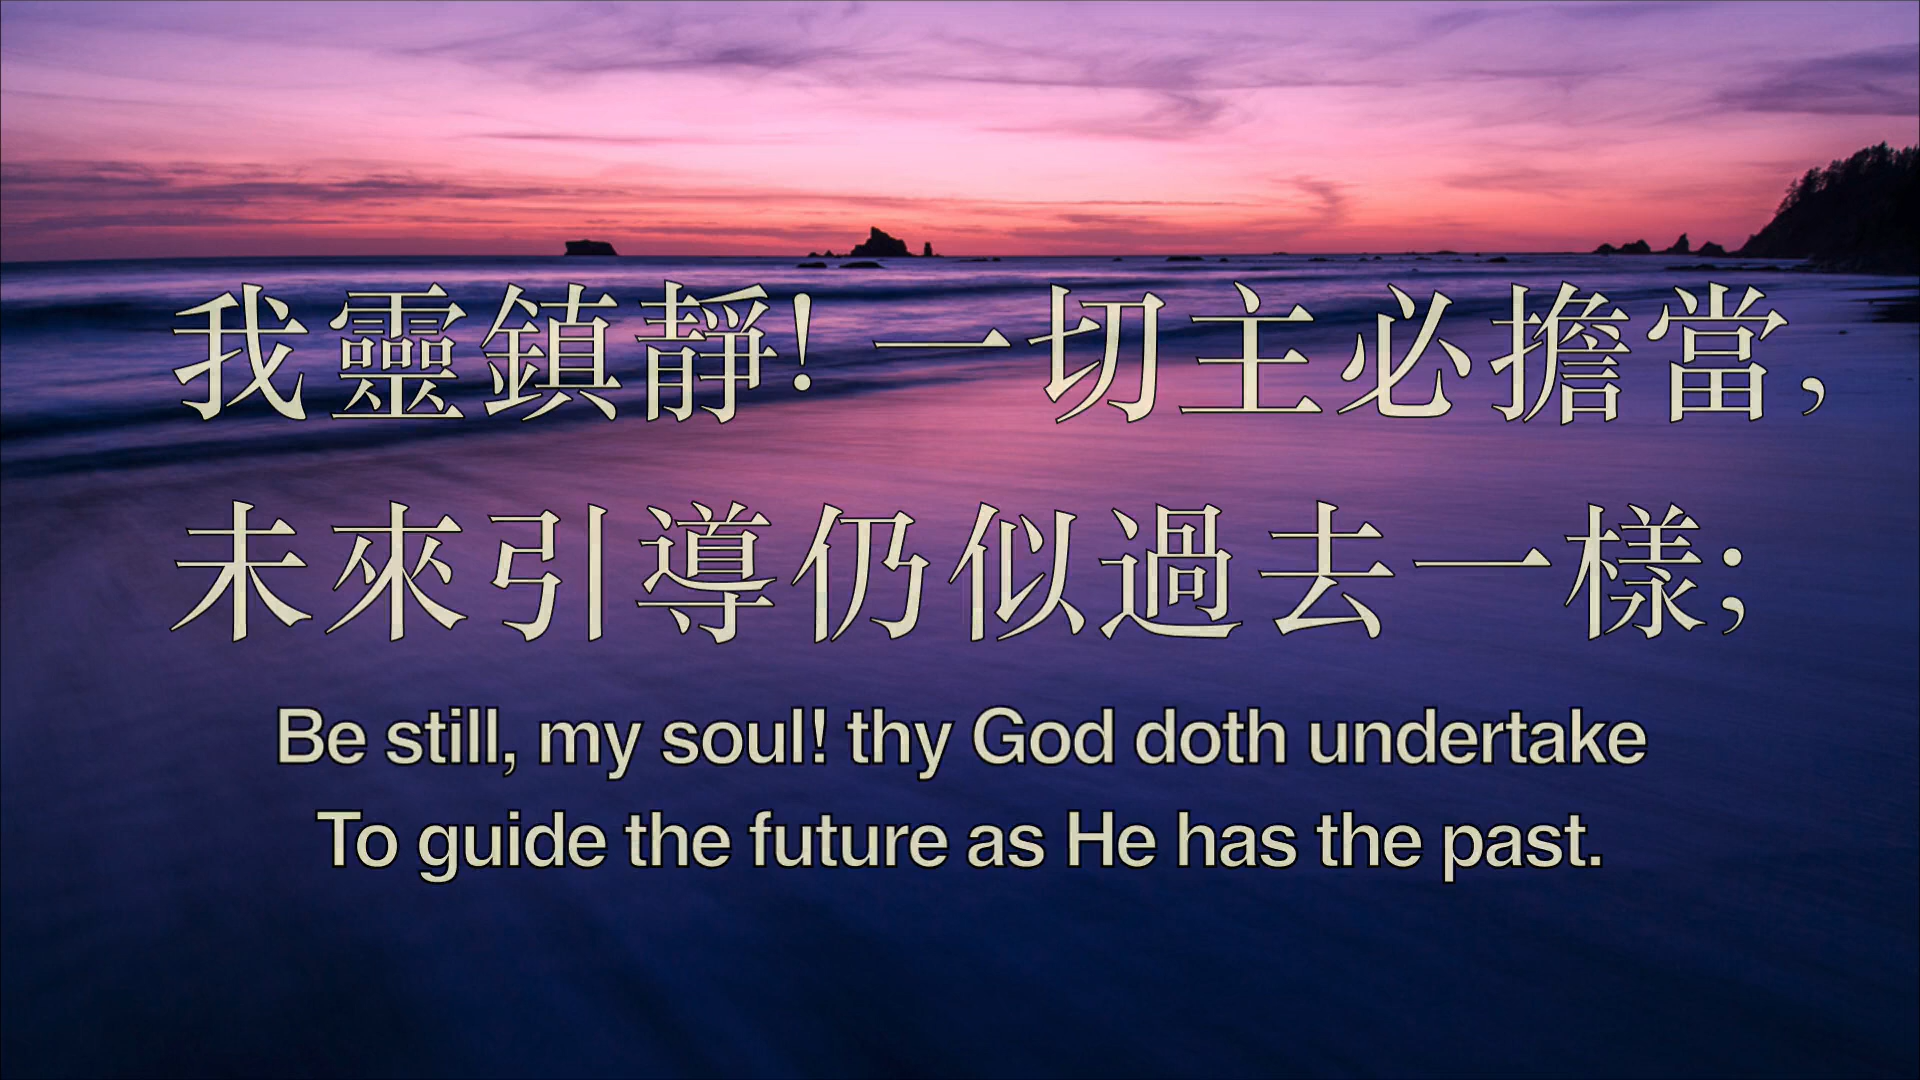 我靈鎮靜! 一切主必擔當,
未來引導仍似過去一樣;
Be still, my soul! thy God doth undertake
To guide the future as He has the past.